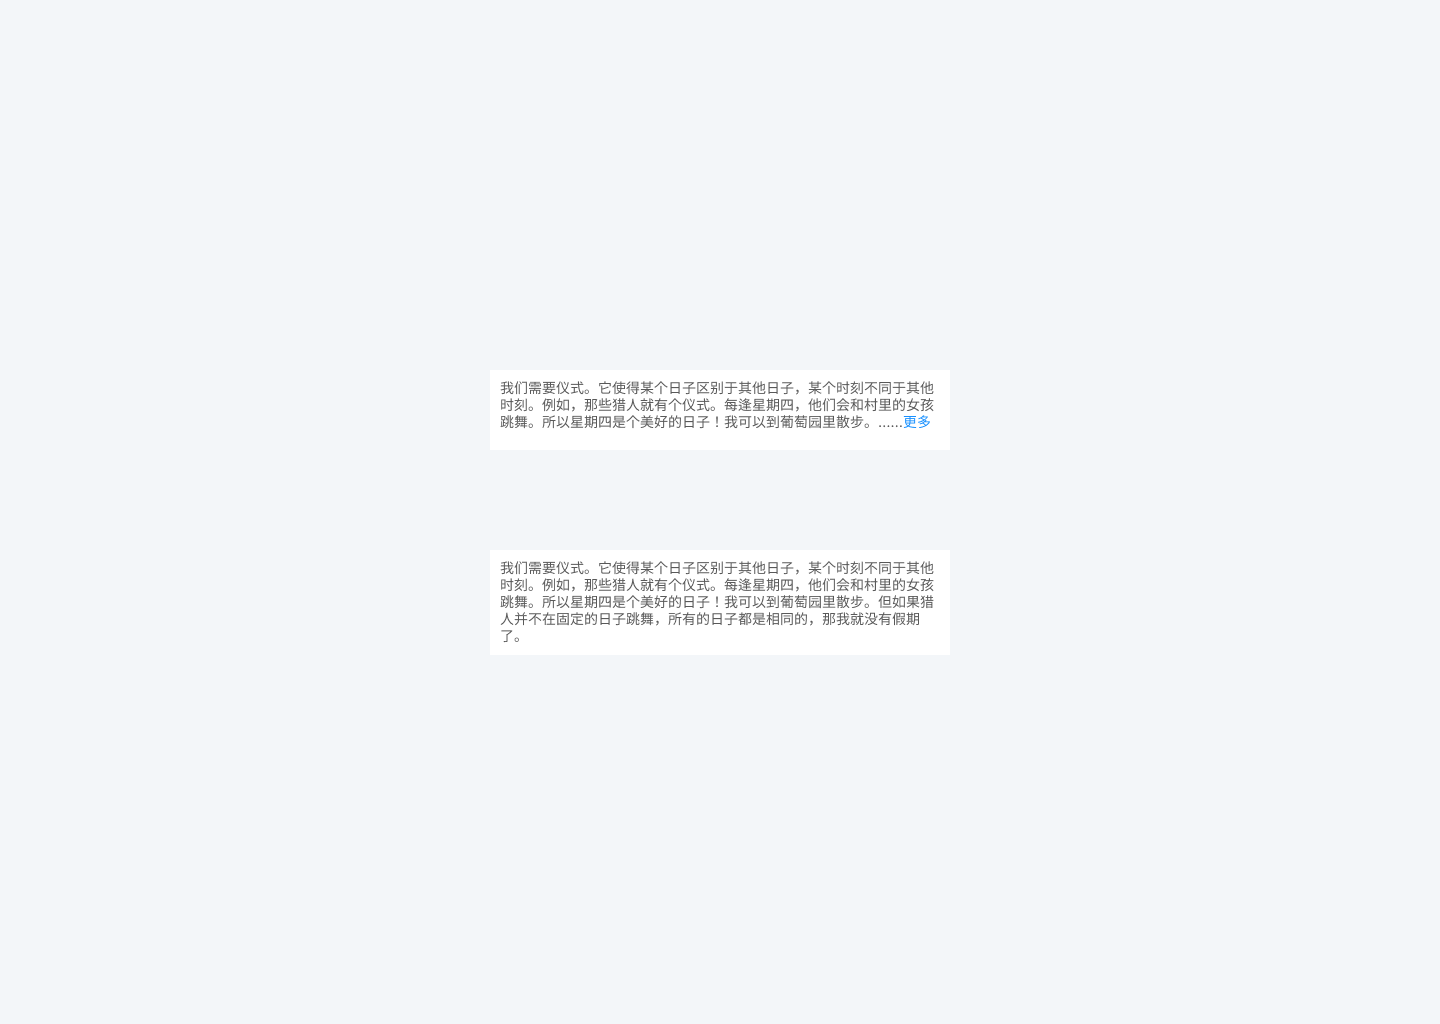 我们需要仪式。它使得某个日子区别于其他日子，某个时刻不同于其他
时刻。例如，那些猎人就有个仪式。每逢星期四，他们会和村里的女孩
跳舞。所以星期四是个美好的日子！我可以到葡萄园里散步。......更多
我们需要仪式。它使得某个日子区别于其他日子，某个时刻不同于其他
时刻。例如，那些猎人就有个仪式。每逢星期四，他们会和村里的女孩
跳舞。所以星期四是个美好的日子！我可以到葡萄园里散步。但如果猎
人并不在固定的日子跳舞，所有的日子都是相同的，那我就没有假期
了。